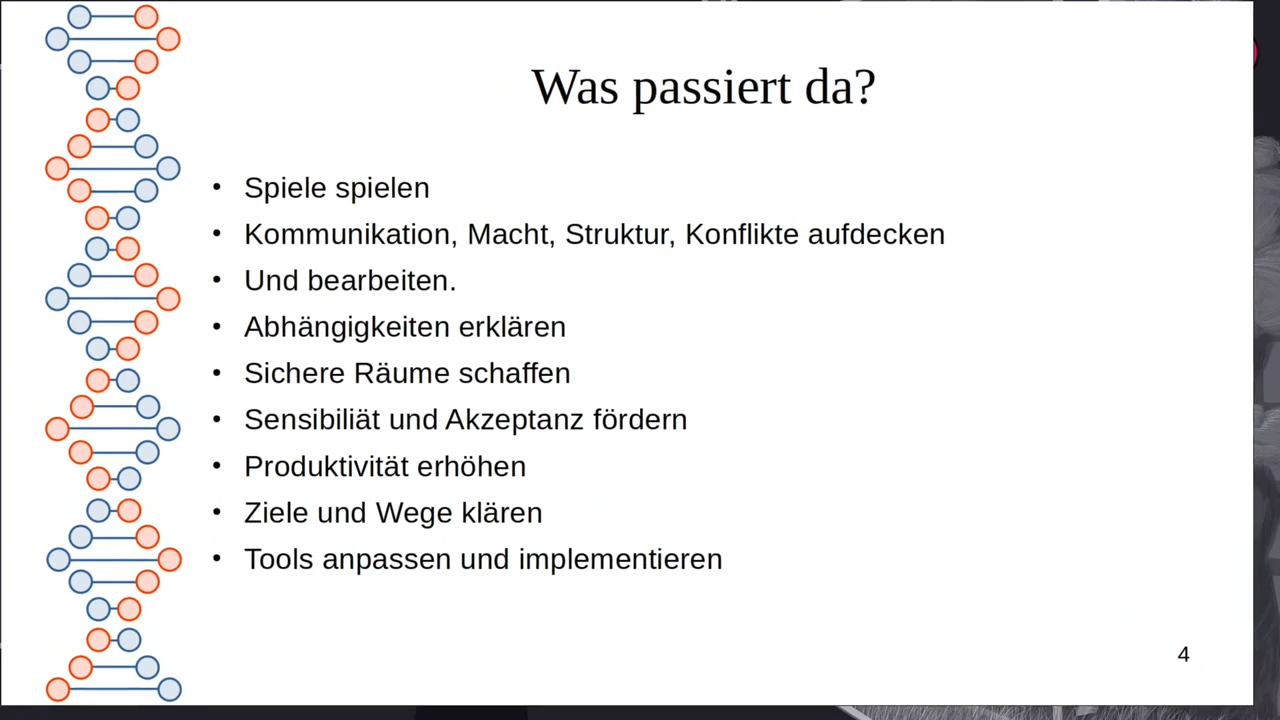 Was passiert da?
• Spiele spielen
• Kommunikation, Macht, Struktur, Konflikte aufdecken
• Und bearbeiten.
• Abhängigkeiten erklären
• Sichere Räume schaffen
• Sensibiliät und Akzeptanz fördern
• Produktivität erhöhen
• Ziele und Wege klären
• Tools anpassen und implementieren
4